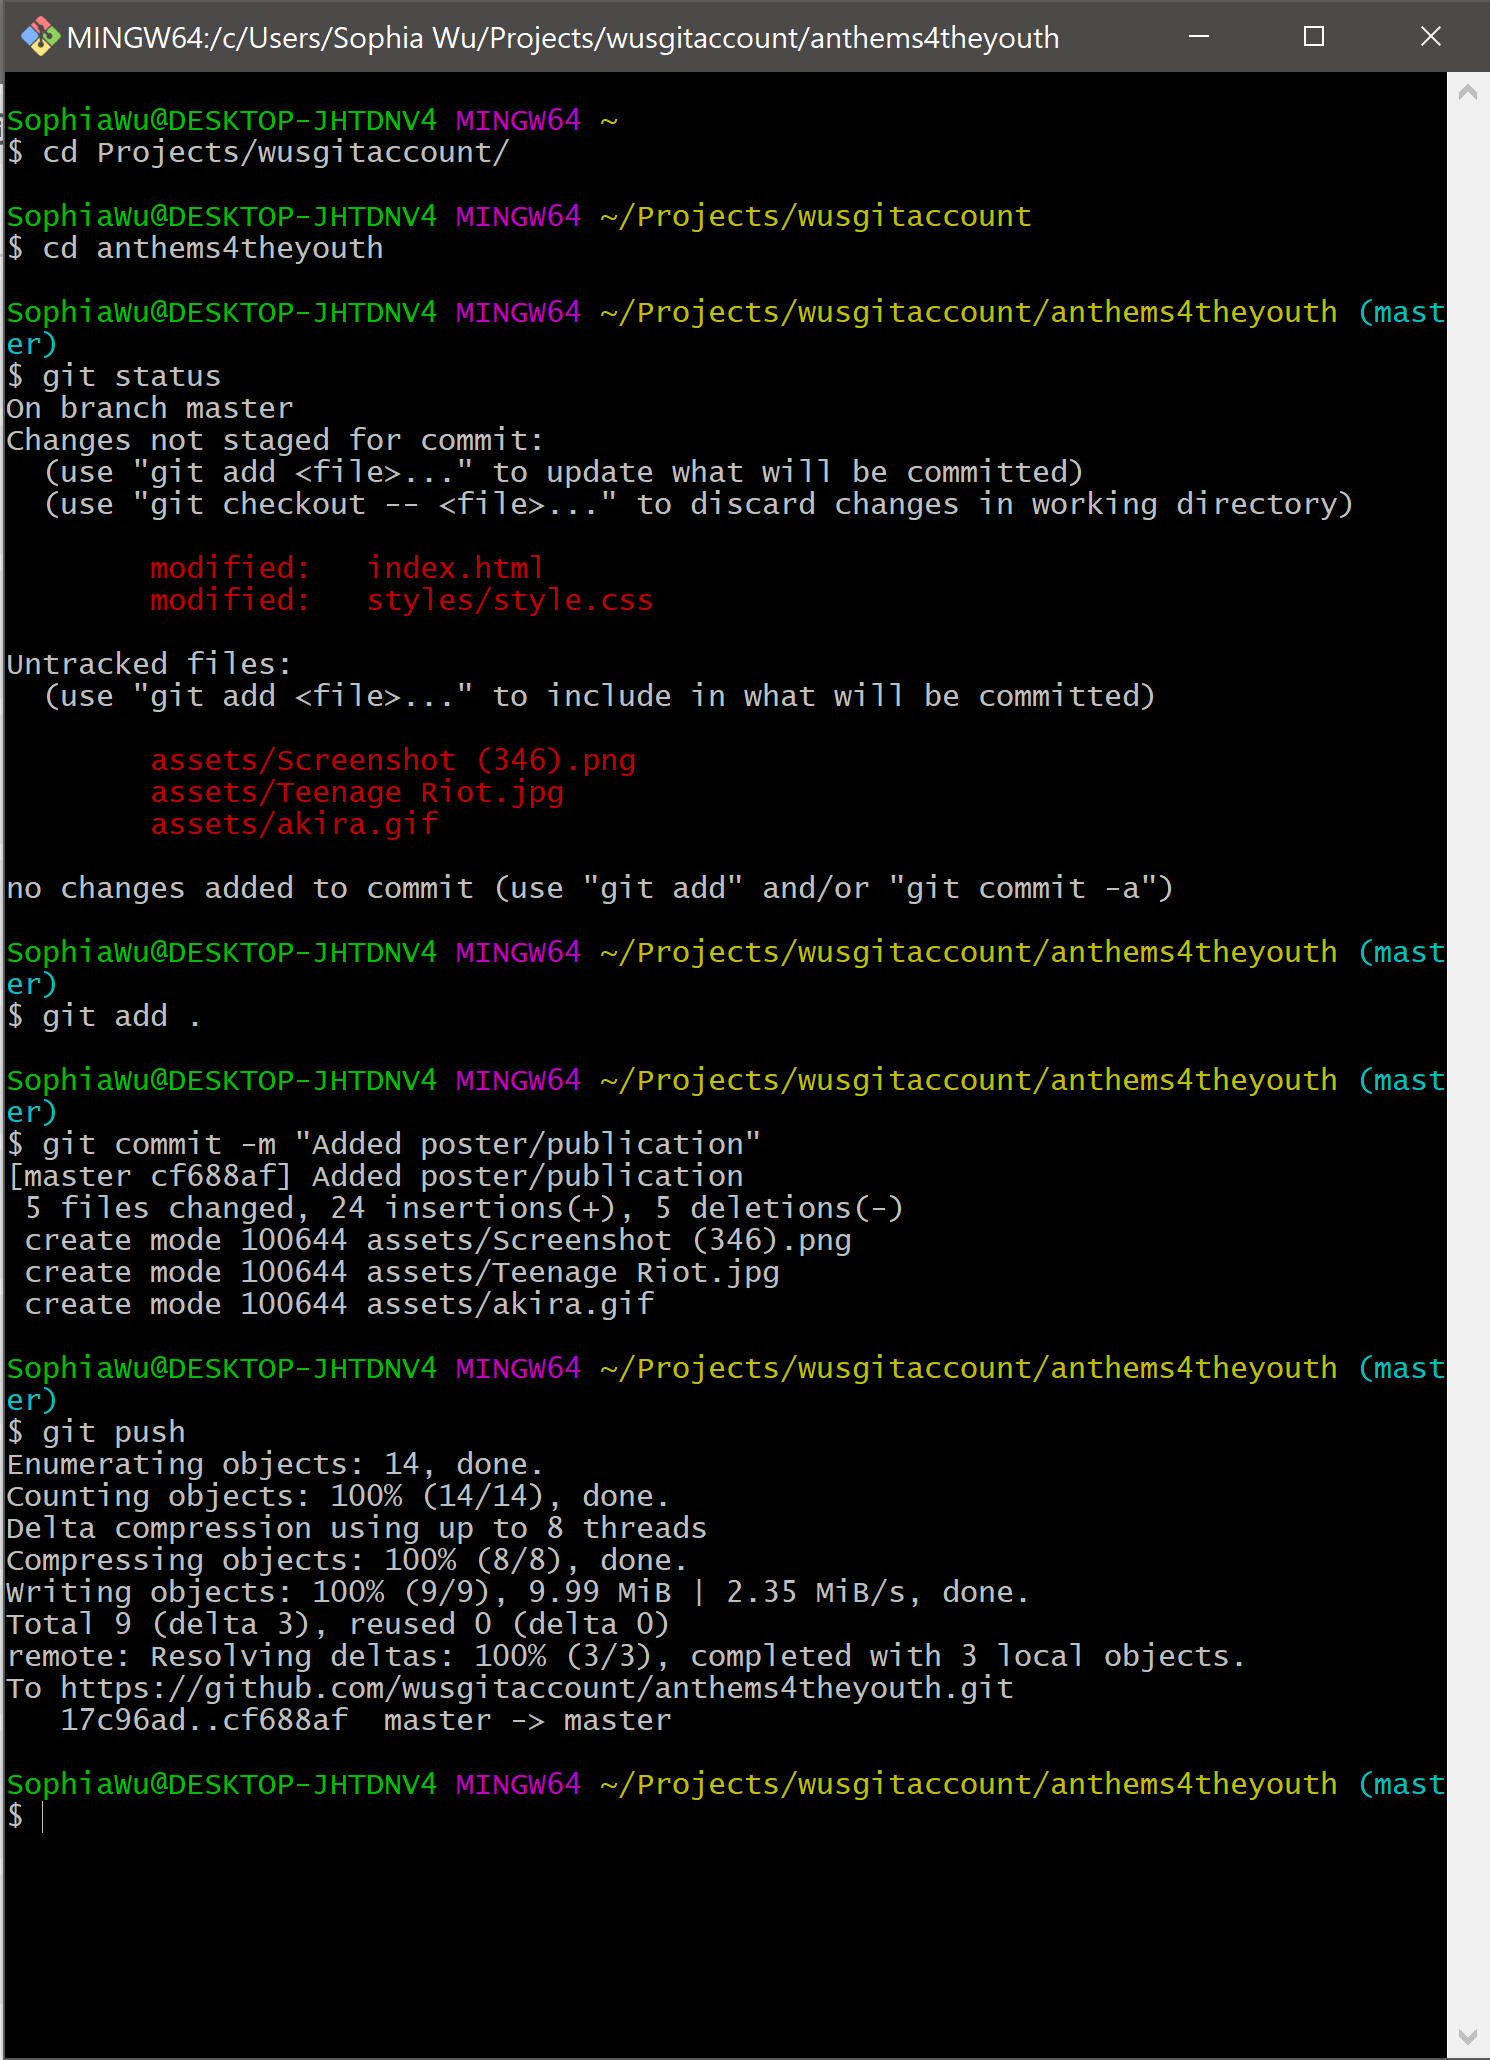 MINGW64:/c/Users/Sophia Wu/Projects/wusgitaccount/anthems4theyouth
SophiaWu@DESKTOP-JHTDNV4 MINGW64 ~
$ cd Projects/wusgitaccount/
SophiaWu@DESKTOP-JHTDNV4 MINGW64 ~/Projects/wusgitaccount
$ cd anthems4theyouth
SophiaWu@DESKTOP-JHTDNV4 MINGW64 ~/Projects/wusgitaccount/anthems4theyouth (mast
er)
$ git status
On branch master
Changes not staged for commit:
  (use "git add <file>..." to update what will be committed)
  (use "git checkout -- <file>..." to discard changes in working directory)
        modified:   index.html
        modified:   styles/style.css
Untracked files:
  (use "git add <file>..." to include in what will be committed)
        assets/Screenshot (346).png
        assets/Teenage Riot.jpg
        assets/akira.gif
no changes added to commit (use "git add" and/or "git commit -a")
SophiaWu@DESKTOP-JHTDNV4 MINGW64 ~/Projects/wusgitaccount/anthems4theyouth (mast
er)
$ git add .
SophiaWu@DESKTOP-JHTDNV4 MINGW64 ~/Projects/wusgitaccount/anthems4theyouth (mast
er)
$ git commit -m "Added poster/publication"
[master cf688af] Added poster/publication
 5 files changed, 24 insertions(+), 5 deletions(-)
 create mode 100644 assets/Screenshot (346).png
 create mode 100644 assets/Teenage Riot.jpg
 create mode 100644 assets/akira.gif
SophiaWu@DESKTOP-JHTDNV4 MINGW64 ~/Projects/wusgitaccount/anthems4theyouth (mast
er)
$ git push
Enumerating objects: 14, done.
Counting objects: 100% (14/14), done.
Delta compression using up to 8 threads
Compressing objects: 100% (8/8), done.
Writing objects: 100% (9/9), 9.99 MiB | 2.35 MiB/s, done.
Total 9 (delta 3), reused 0 (delta 0)
remote: Resolving deltas: 100% (3/3), completed with 3 local objects.
To https://github.com/wusgitaccount/anthems4theyouth.git
   17c96ad..cf688af  master -> master
SophiaWu@DESKTOP-JHTDNV4 MINGW64 ~/Projects/wusgitaccount/anthems4theyouth (mast
$